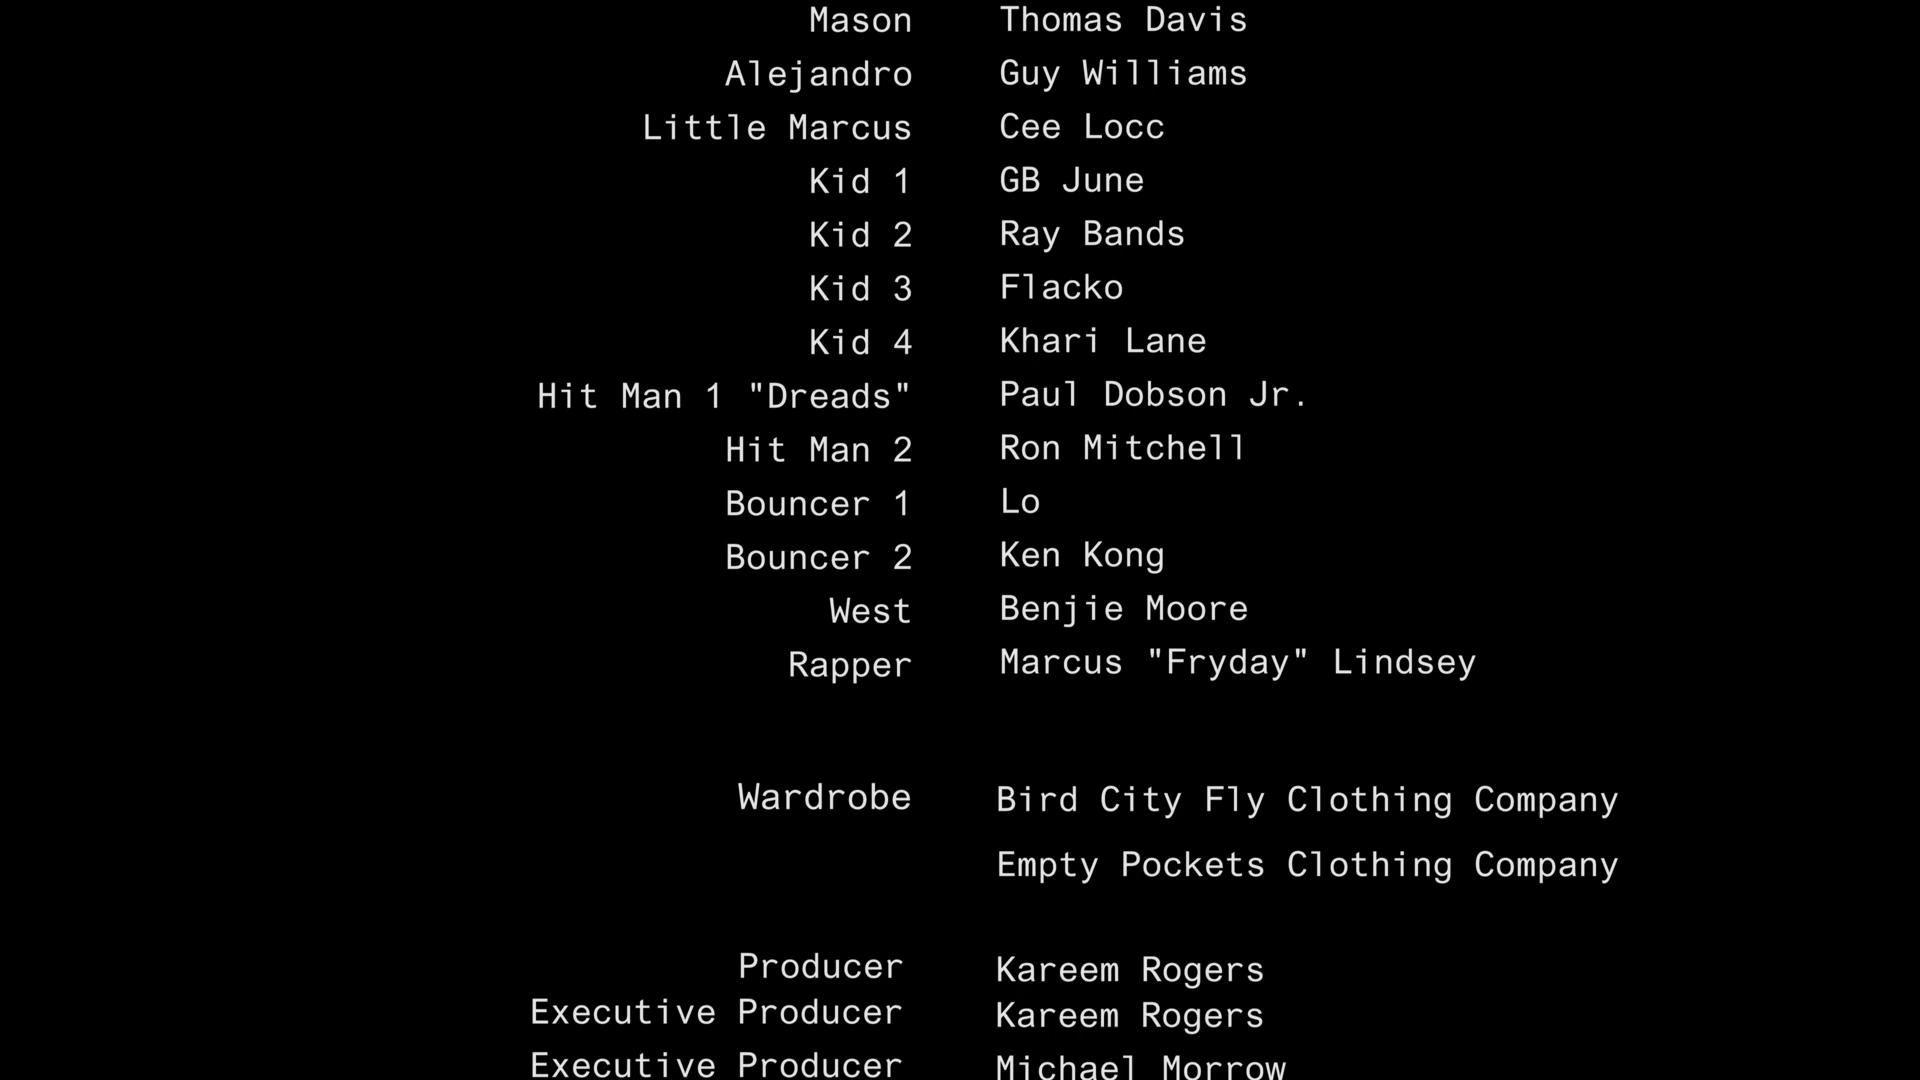 Mason Thomas Davis
Alejandro Guy Williams
Little Marcus Cee Locc
Kid 1 GB June
Kid 2 Ray Bands
Kid 3 Flacko
Kid 4 Khari Lane
Hit Man 1 "Dreads" Paul Dobson Jr.
Hit Man 2 Ron Mitchell
Bouncer 1 Lo
Bouncer 2 Ken Kong
West Benjie Moore
Rapper Marcus "Fryday" Lindsey
Wardrobe Bird City Fly Clothing Company
Empty Pockets Clothing Company
Producer Kareem Rogers
Executive Producer Kareem Rogers
Executive Producer Michael Morrow